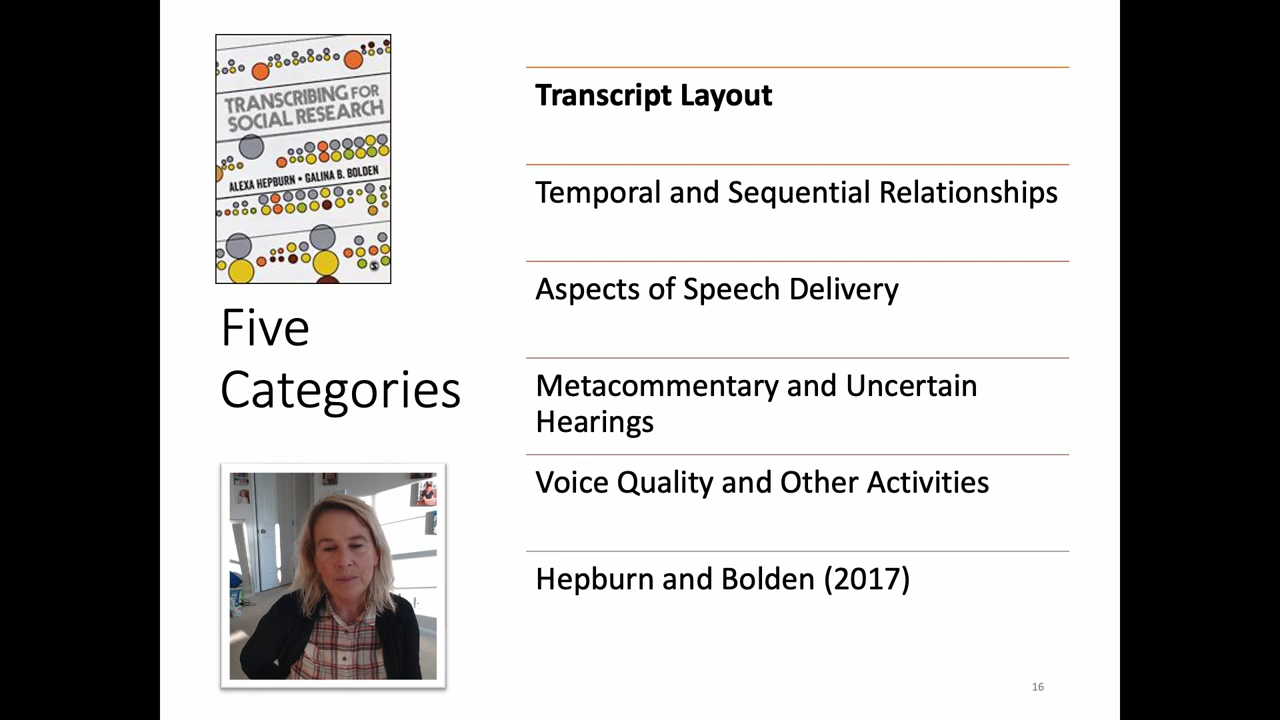 TRANSCRIBING FOR
SOCIAL RESEARCH
ALEXA HEPBURN • GALINA B. BOLDEN
Five
Categories
Transcript Layout
Temporal and Sequential Relationships
Aspects of Speech Delivery
Metacommentary and Uncertain
Hearings
Voice Quality and Other Activities
Hepburn and Bolden (2017)
16